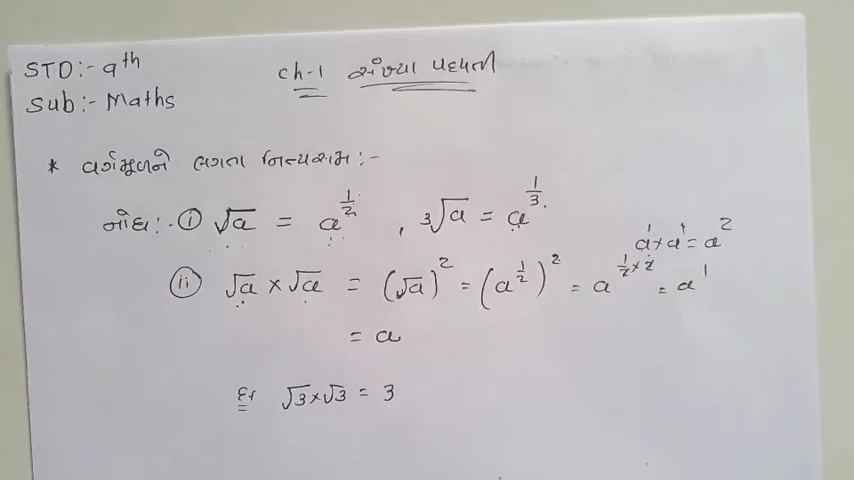 STD:- 9th
Sub:- Maths
ch-1 સંખ્યા પદ્ધતિ
* વર્ગમૂળને લગતા નિત્યસમ :-
નોંધ:- (i) √a = a^(1/2) , ³√a = a^(1/3)
a¹ × a¹ = a²
(ii) √a × √a = (√a)² = (a^(1/2))² = a^(1/2 × 2) = a¹
= a
√3 × √3 = 3